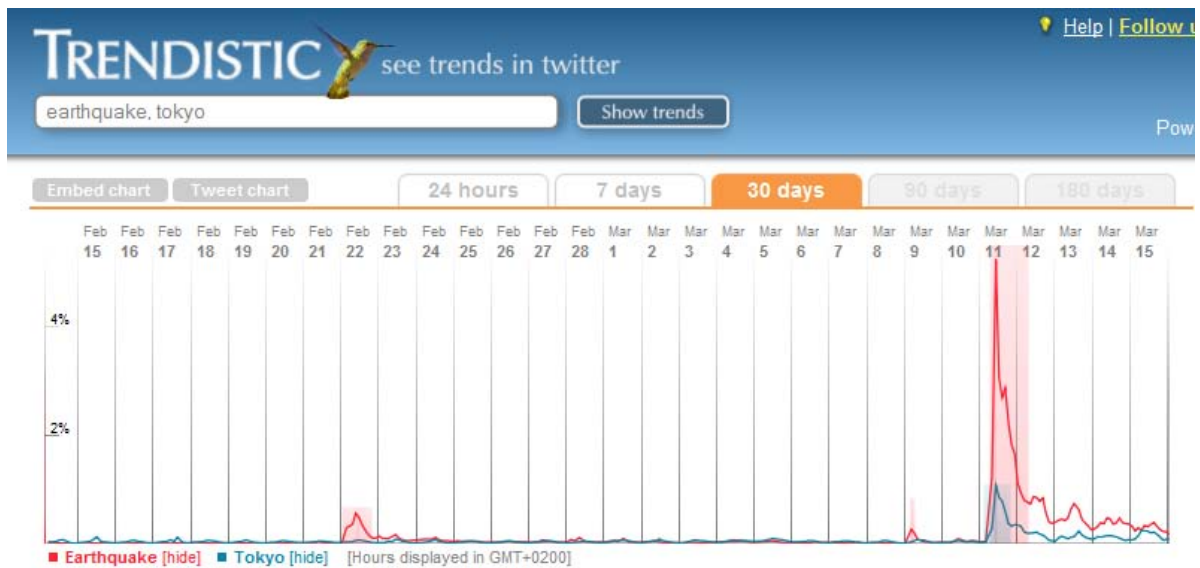 Help | Follow u
TRENDISTIC see trends in twitter
earthquake, tokyo Show trends
Pow
Embed chart Tweet chart 24 hours 7 days 30 days 90 days 180 days
Feb Feb Feb Feb Feb Feb Feb Feb Feb Feb Feb Feb Feb Feb Mar Mar Mar Mar Mar Mar Mar Mar Mar Mar Mar Mar Mar Mar Mar
15 16 17 18 19 20 21 22 23 24 25 26 27 28 1 2 3 4 5 6 7 8 9 10 11 12 13 14 15
4%
2%
Earthquake [hide] Tokyo [hide] [Hours displayed in GMT+0200]